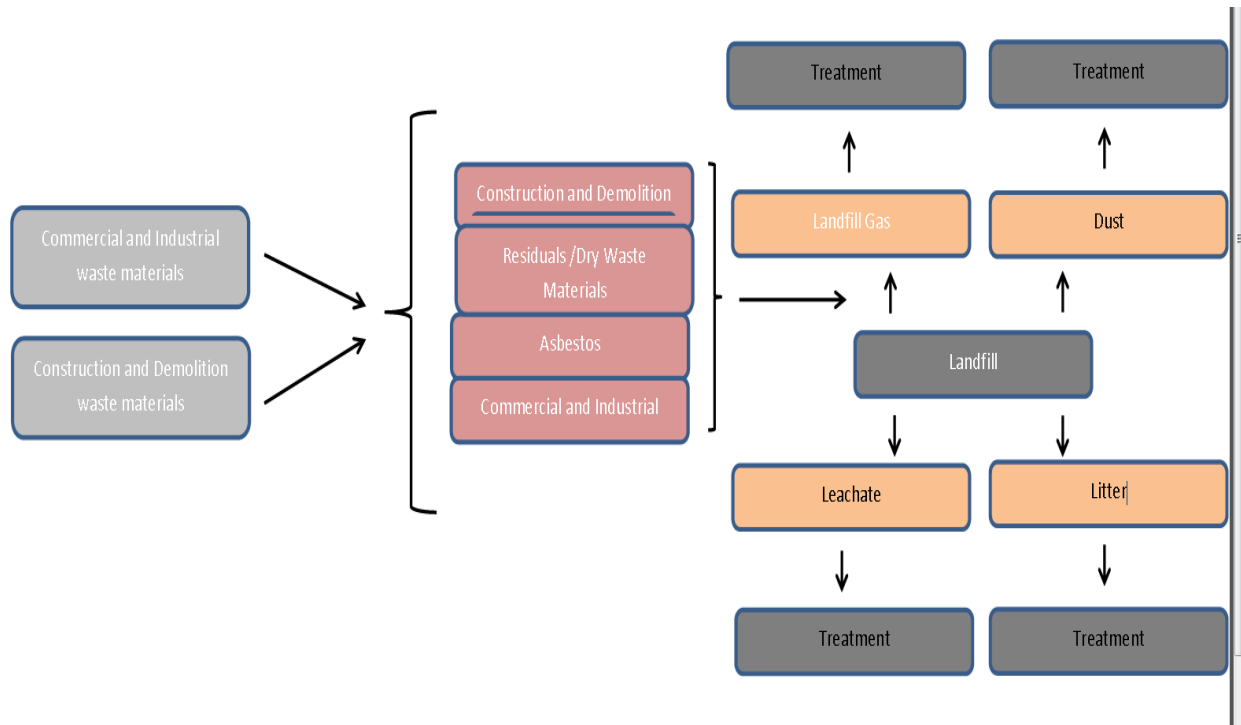 Commercial and Industrial
waste materials
Construction and Demolition
waste materials
Construction and Demolition
Residuals /Dry Waste
Materials
Asbestos
Commercial and Industrial
Treatment
Treatment
Landfill Gas
Dust
Landfill
Leachate
Litter
Treatment
Treatment